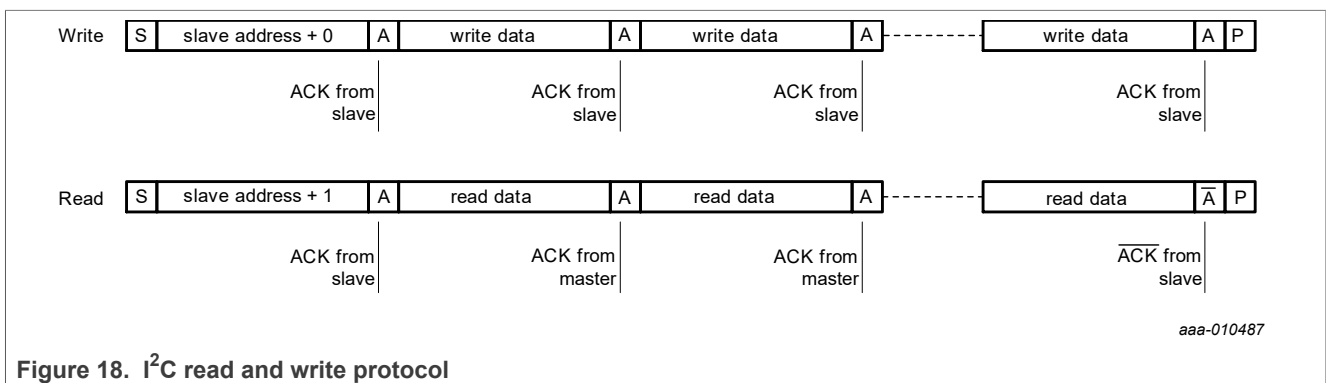 Write S slave address + 0 A write data A write data A write data A P
ACK from slave
ACK from slave
ACK from slave
ACK from slave
Read S slave address + 1 A read data A read data A read data A̅ P
ACK from slave
ACK from master
ACK from master
A̅C̅K̅ from slave
aaa-010487
Figure 18. I²C read and write protocol